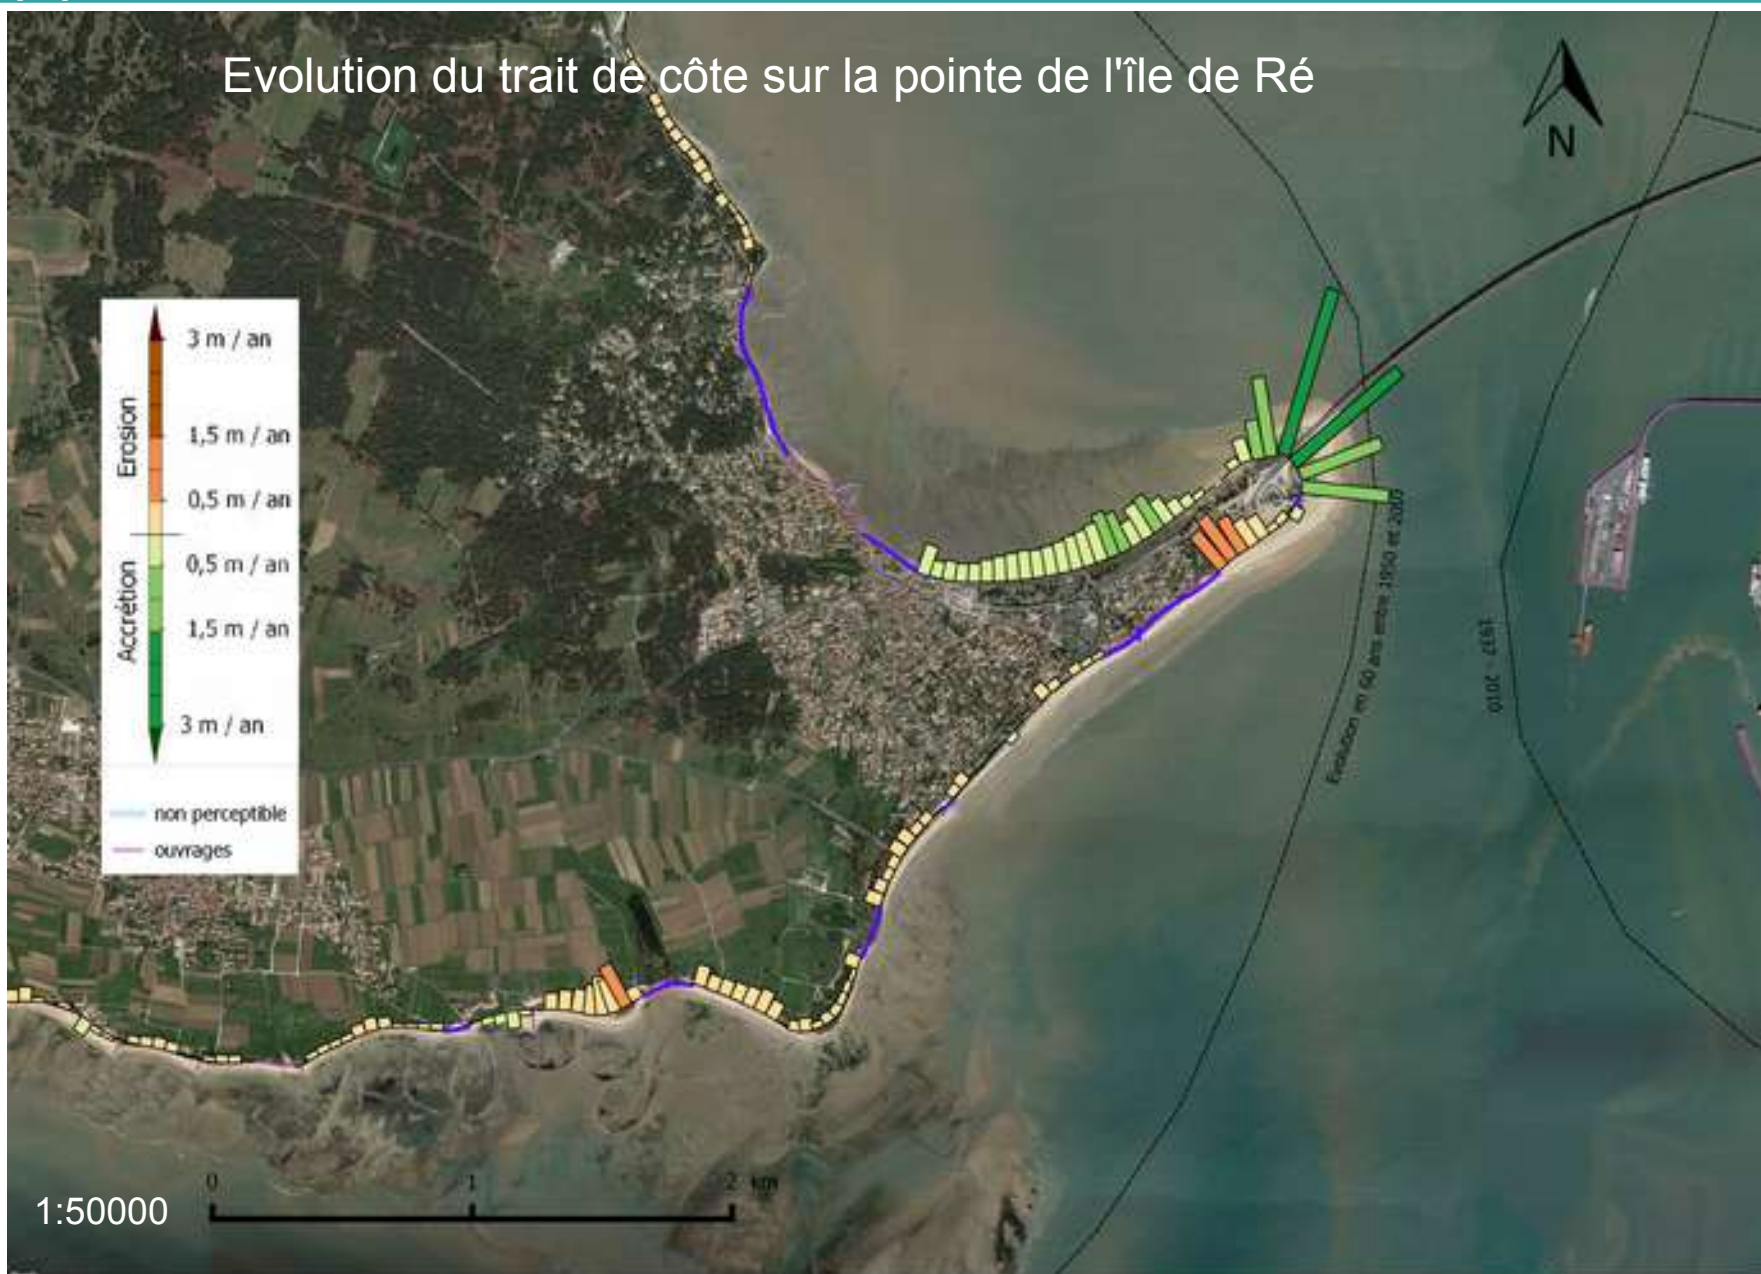 Evolution du trait de côte sur la pointe de l'île de Ré
N
Erosion
Accrétion
3 m / an
1,5 m / an
0,5 m / an
0,5 m / an
1,5 m / an
3 m / an
non perceptible
ouvrages
Evolution en 60 ans entre 1950 et
1937 - 2010
0 1 2 km
1:50000